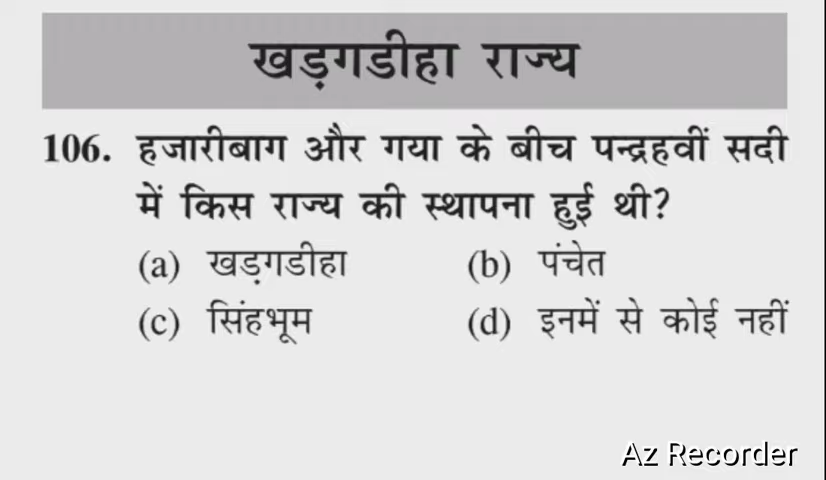 खड़गडीहा राज्य
106. हजारीबाग और गया के बीच पन्द्रहवीं सदी
में किस राज्य की स्थापना हुई थी?
(a) खड़गडीहा (b) पंचेत
(c) सिंहभूम (d) इनमें से कोई नहीं
Az Recorder